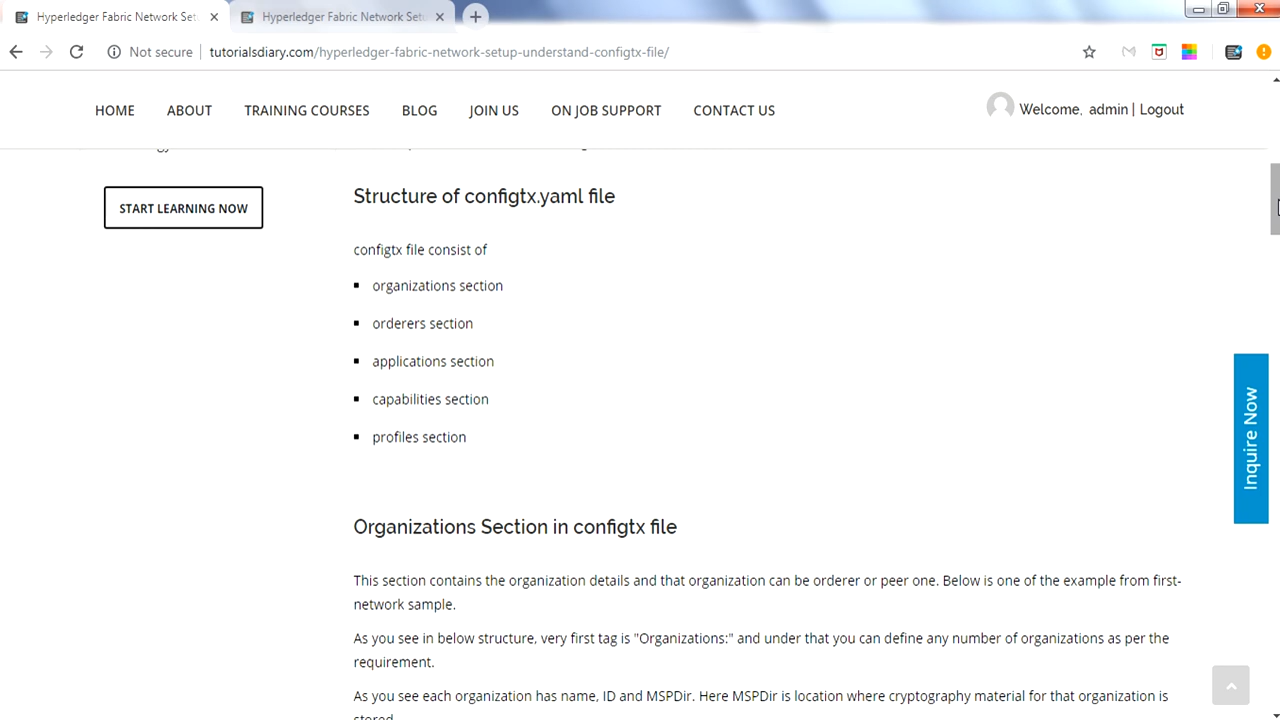 Hyperledger Fabric Network Set
Hyperledger Fabric Network Set
Not secure
tutorialsdiary.com/hyperledger-fabric-network-setup-understand-configtx-file/
HOME
ABOUT
TRAINING COURSES
BLOG
JOIN US
ON JOB SUPPORT
CONTACT US
Welcome, admin | Logout
START LEARNING NOW
Structure of configtx.yaml file
configtx file consist of
organizations section
orderers section
applications section
capabilities section
profiles section
Inquire Now
Organizations Section in configtx file
This section contains the organization details and that organization can be orderer or peer one. Below is one of the example from first-
network sample.
As you see in below structure, very first tag is "Organizations:" and under that you can define any number of organizations as per the
requirement.
As you see each organization has name, ID and MSPDir. Here MSPDir is location where cryptography material for that organization is
stored.